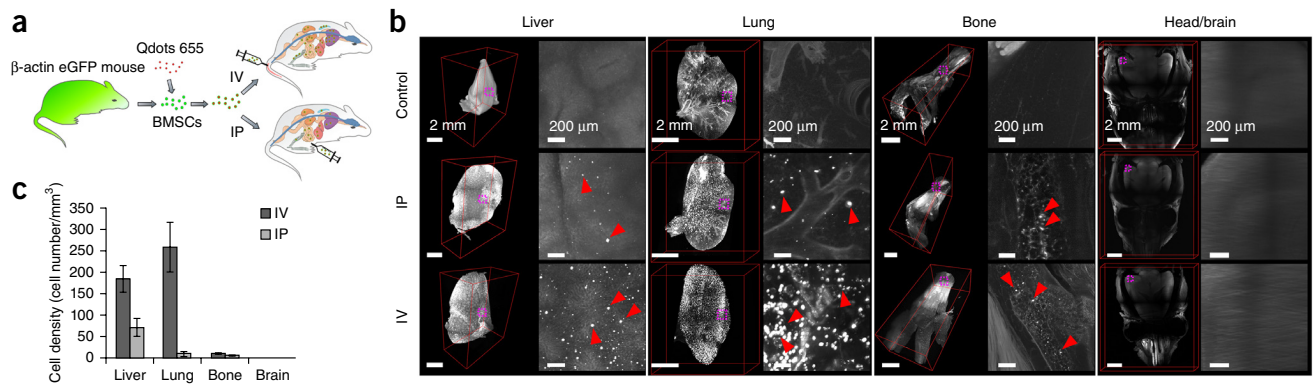 a
Qdots 655
β-actin eGFP mouse
IV
BMSCs
IP
b
Liver
Lung
Bone
Head/brain
Control
2 mm
200 μm
2 mm
200 μm
2 mm
200 μm
2 mm
200 μm
IP
IV
c
Cell density (cell number/mm³)
350
300
250
200
150
100
50
0
IV
IP
Liver
Lung
Bone
Brain